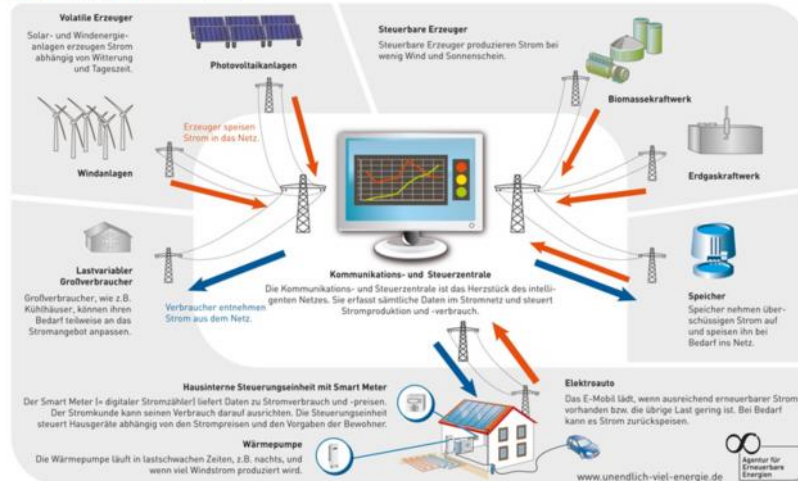 Volatile Erzeuger
Solar- und Windenergie-
anlagen erzeugen Strom
abhängig von Witterung
und Tageszeit.
Photovoltaikanlagen
Windanlagen
Erzeuger speisen
Strom in das Netz.
Steuerbare Erzeuger
Steuerbare Erzeuger produzieren Strom bei
wenig Wind und Sonnenschein.
Biomassekraftwerk
Erdgaskraftwerk
Lastvariabler
Großverbraucher
Großverbraucher, wie z.B.
Kühlhäuser, können ihren
Bedarf teilweise an das
Stromangebot anpassen.
Verbraucher entnehmen
Strom aus dem Netz.
Kommunikations- und Steuerzentrale
Die Kommunikations- und Steuerzentrale ist das Herzstück des intelli-
genten Netzes. Sie erfasst sämtliche Daten im Stromnetz und steuert
Stromproduktion und -verbrauch.
Speicher
Speicher nehmen über-
schüssigen Strom auf
und speisen ihn bei
Bedarf ins Netz.
Hausinterne Steuerungseinheit mit Smart Meter
Der Smart Meter (= digitaler Stromzähler) liefert Daten zu Stromverbrauch und -preisen.
Der Stromkunde kann seinen Verbrauch darauf ausrichten. Die Steuerungseinheit
steuert Hausgeräte abhängig von den Strompreisen und den Vorgaben der Bewohner.
Wärmepumpe
Die Wärmepumpe läuft in lastschwachen Zeiten, z.B. nachts, und
wenn viel Windstrom produziert wird.
Elektroauto
Das E-Mobil lädt, wenn ausreichend erneuerbarer Strom
vorhanden bzw. die übrige Last gering ist. Bei Bedarf
kann es Strom zurückspeisen.
www.unendlich-viel-energie.de
Agentur für
Erneuerbare
Energien